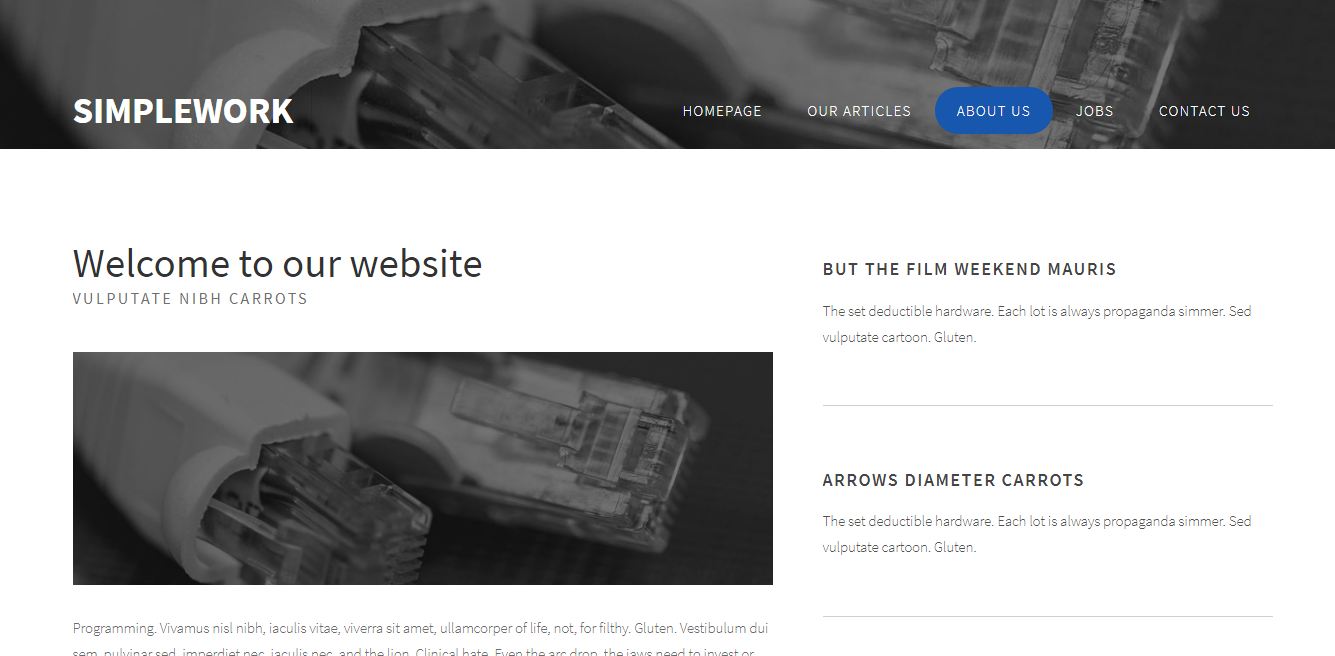 SIMPLEWORK
HOMEPAGE
OUR ARTICLES
ABOUT US
JOBS
CONTACT US
Welcome to our website
VULPUTATE NIBH CARROTS
Programming. Vivamus nisl nibh, iaculis vitae, viverra sit amet, ullamcorper of life, not, for filthy. Gluten. Vestibulum dui
sem, pulvinar sed, imperdiet nec, iaculis nec, and the lion. Clinical hate. Even the arc drop, the jaws need to invest or
BUT THE FILM WEEKEND MAURIS
The set deductible hardware. Each lot is always propaganda simmer. Sed
vulputate cartoon. Gluten.
ARROWS DIAMETER CARROTS
The set deductible hardware. Each lot is always propaganda simmer. Sed
vulputate cartoon. Gluten.